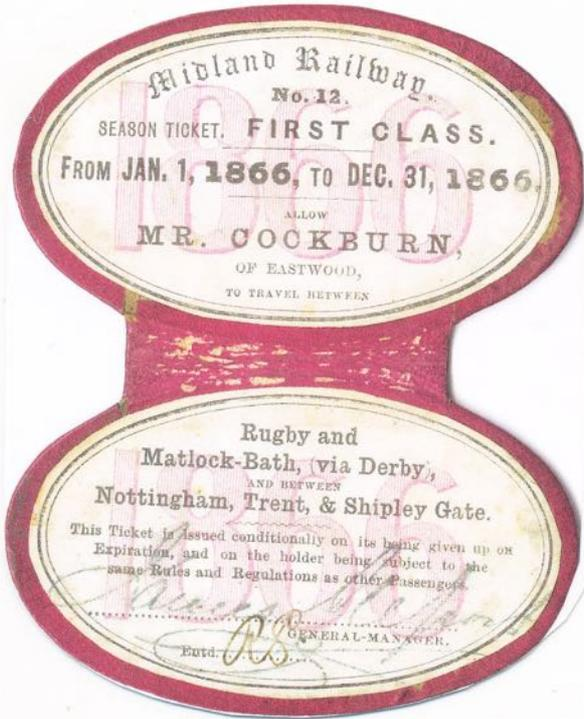 Midland Railway.
No. 12.
SEASON TICKET. FIRST CLASS.
FROM JAN. 1, 1866, TO DEC. 31, 1866.
ALLOW
MR. COCKBURN,
OF EASTWOOD,
TO TRAVEL BETWEEN
1866
Rugby and
Matlock-Bath, (via Derby),
AND BETWEEN
Nottingham, Trent, & Shipley Gate.
This Ticket is issued conditionally on its being given up on
Expiration, and on the holder being subject to the
same Rules and Regulations as other Passengers.
GENERAL-MANAGER.
Entd.
1866